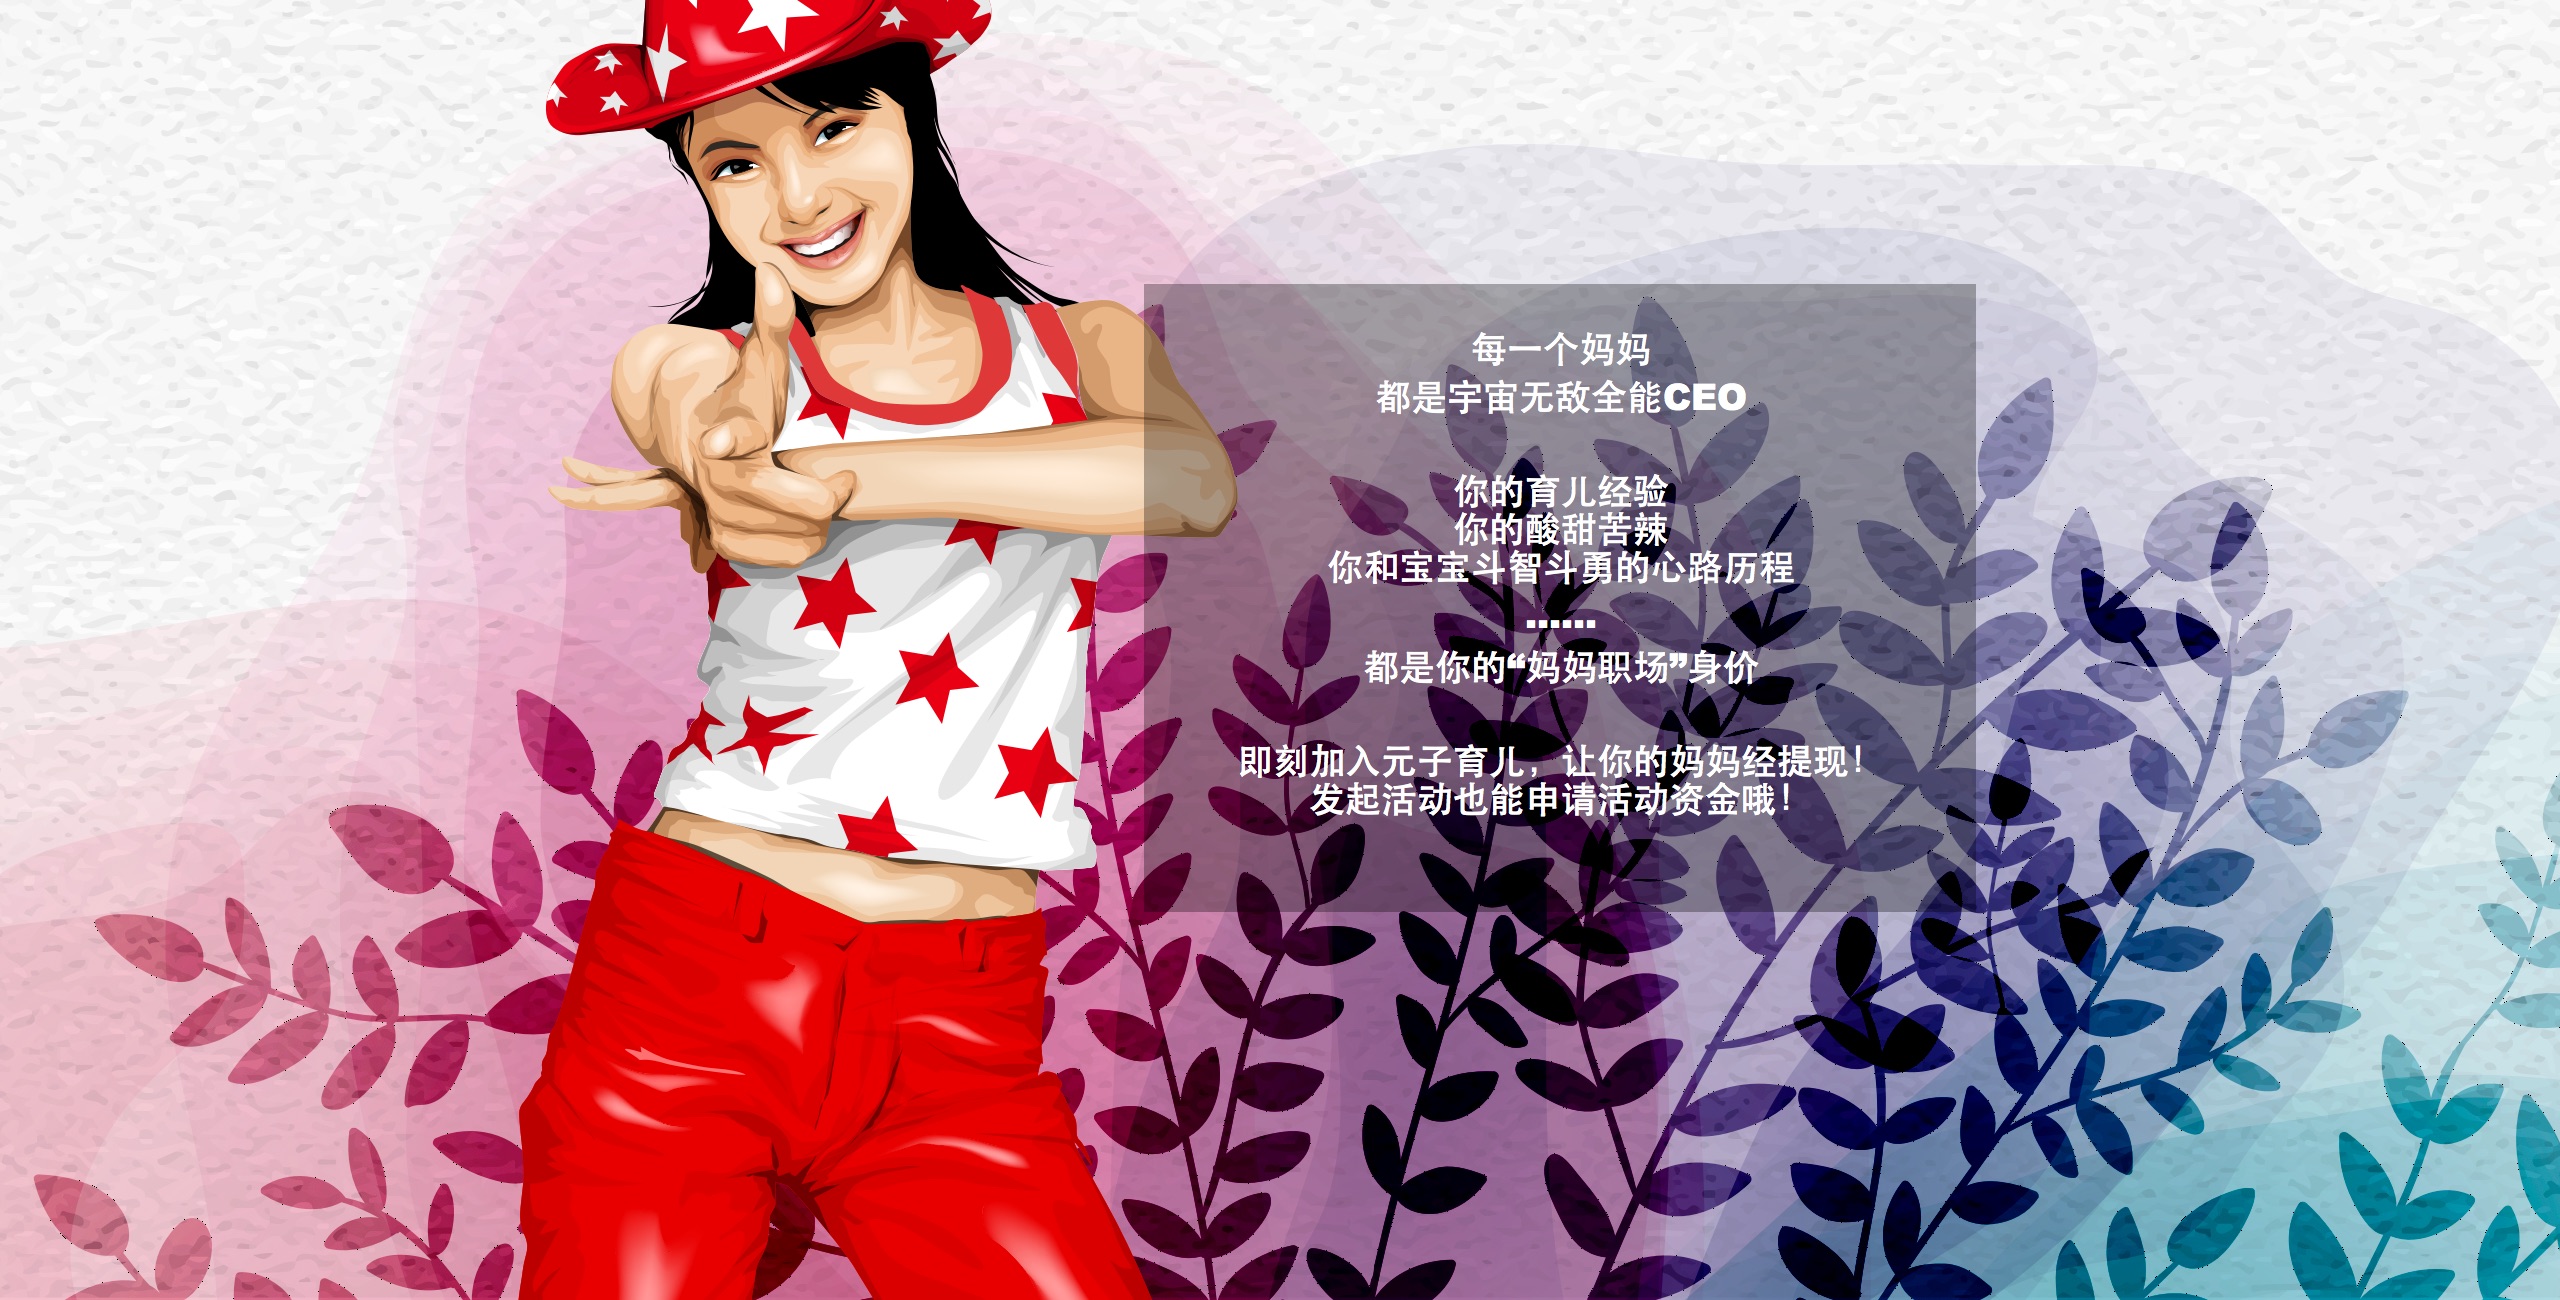 每一个妈妈
都是宇宙无敌全能CEO
你的育儿经验
你的酸甜苦辣
你和宝宝斗智斗勇的心路历程
……
都是你的“妈妈职场”身价
即刻加入元子育儿，让你的妈妈经提现！
发起活动也能申请活动资金哦！